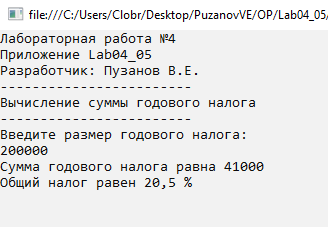 file:///C:/Users/Clobr/Desktop/PuzanovVE/OP/Lab04_05/
Лабораторная работа №4
Приложение Lab04_05
Разработчик: Пузанов В.Е.
------------------------
Вычисление суммы годового налога
------------------------
Введите размер годового налога:
200000
Сумма годового налога равна 41000
Общий налог равен 20,5 %